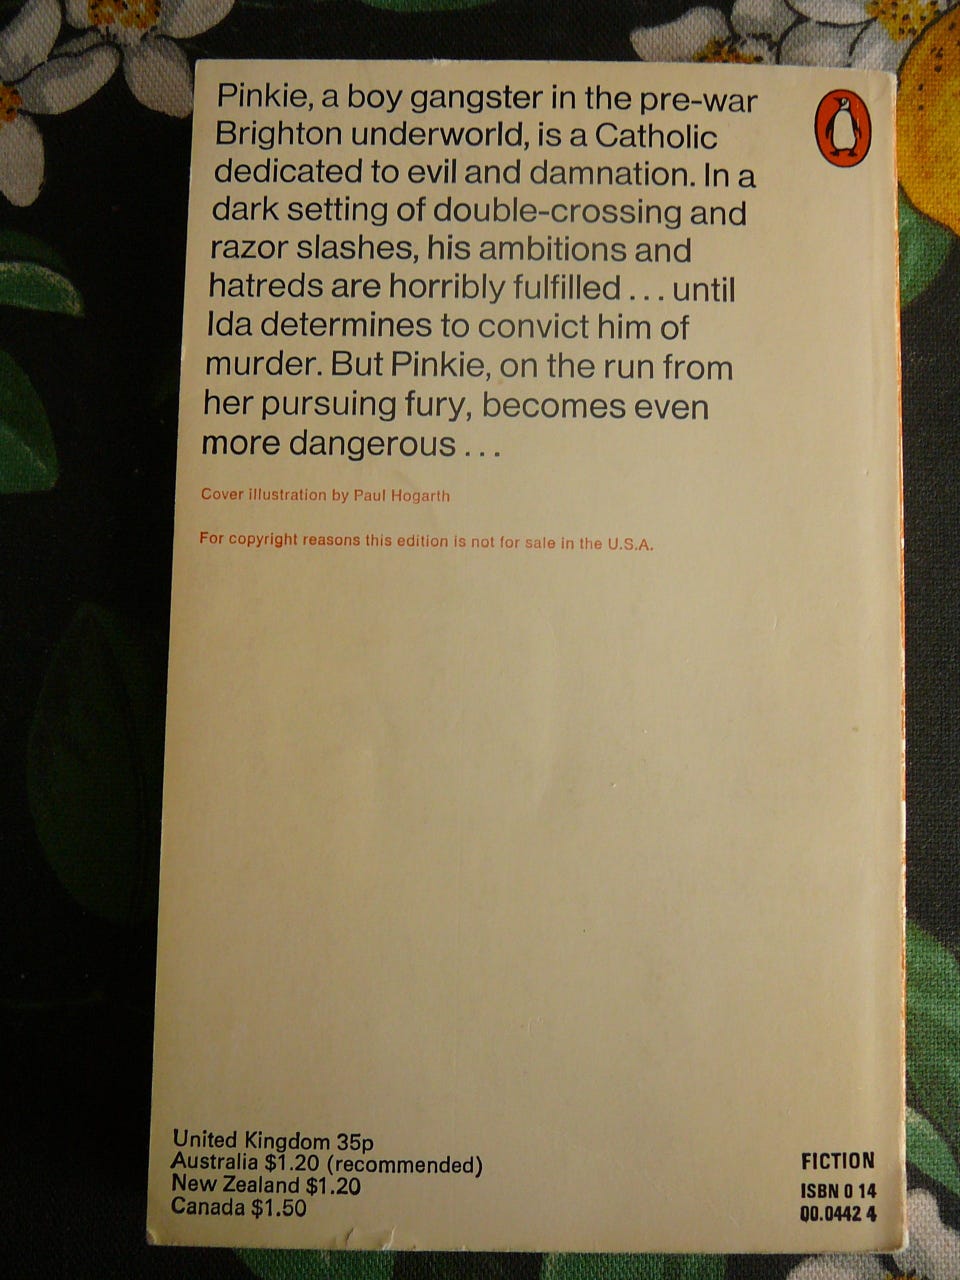 Pinkie, a boy gangster in the pre-war
Brighton underworld, is a Catholic
dedicated to evil and damnation. In a
dark setting of double-crossing and
razor slashes, his ambitions and
hatreds are horribly fulfilled ... until
Ida determines to convict him of
murder. But Pinkie, on the run from
her pursuing fury, becomes even
more dangerous ...
Cover illustration by Paul Hogarth
For copyright reasons this edition is not for sale in the U.S.A.
United Kingdom 35p
Australia $1.20 (recommended)
New Zealand $1.20
Canada $1.50
FICTION
ISBN 0 14
00.0442 4